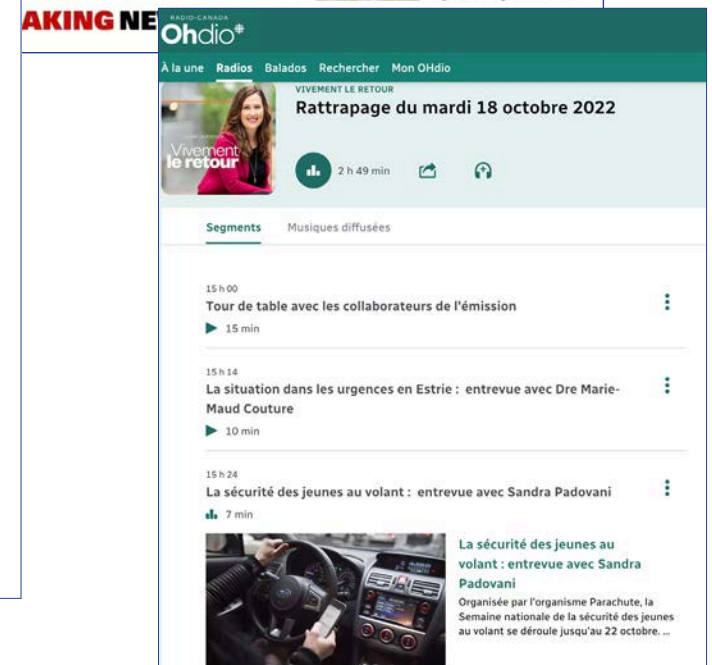 AKING NE
RADIO-CANADA
Ohdio
À la une Radios Balados Rechercher Mon OHdio
VIVEMENT LE RETOUR
Rattrapage du mardi 18 octobre 2022
Vivement
le retour
2 h 49 min
Segments Musiques diffusées
15 h 00
Tour de table avec les collaborateurs de l'émission
15 min
15 h 14
La situation dans les urgences en Estrie : entrevue avec Dre Marie-
Maud Couture
10 min
15 h 24
La sécurité des jeunes au volant : entrevue avec Sandra Padovani
7 min
La sécurité des jeunes au
volant : entrevue avec Sandra
Padovani
Organisée par l'organisme Parachute, la
Semaine nationale de la sécurité des jeunes
au volant se déroule jusqu'au 22 octobre. ...